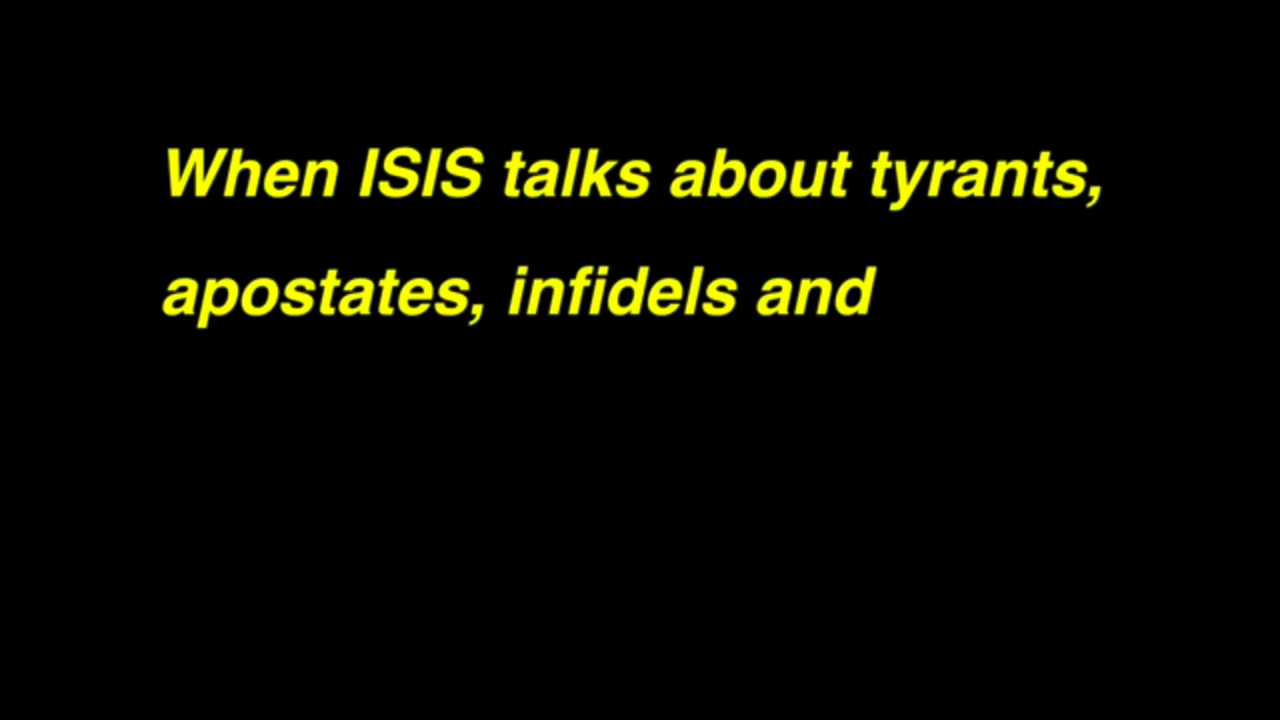 When ISIS talks about tyrants,
apostates, infidels and